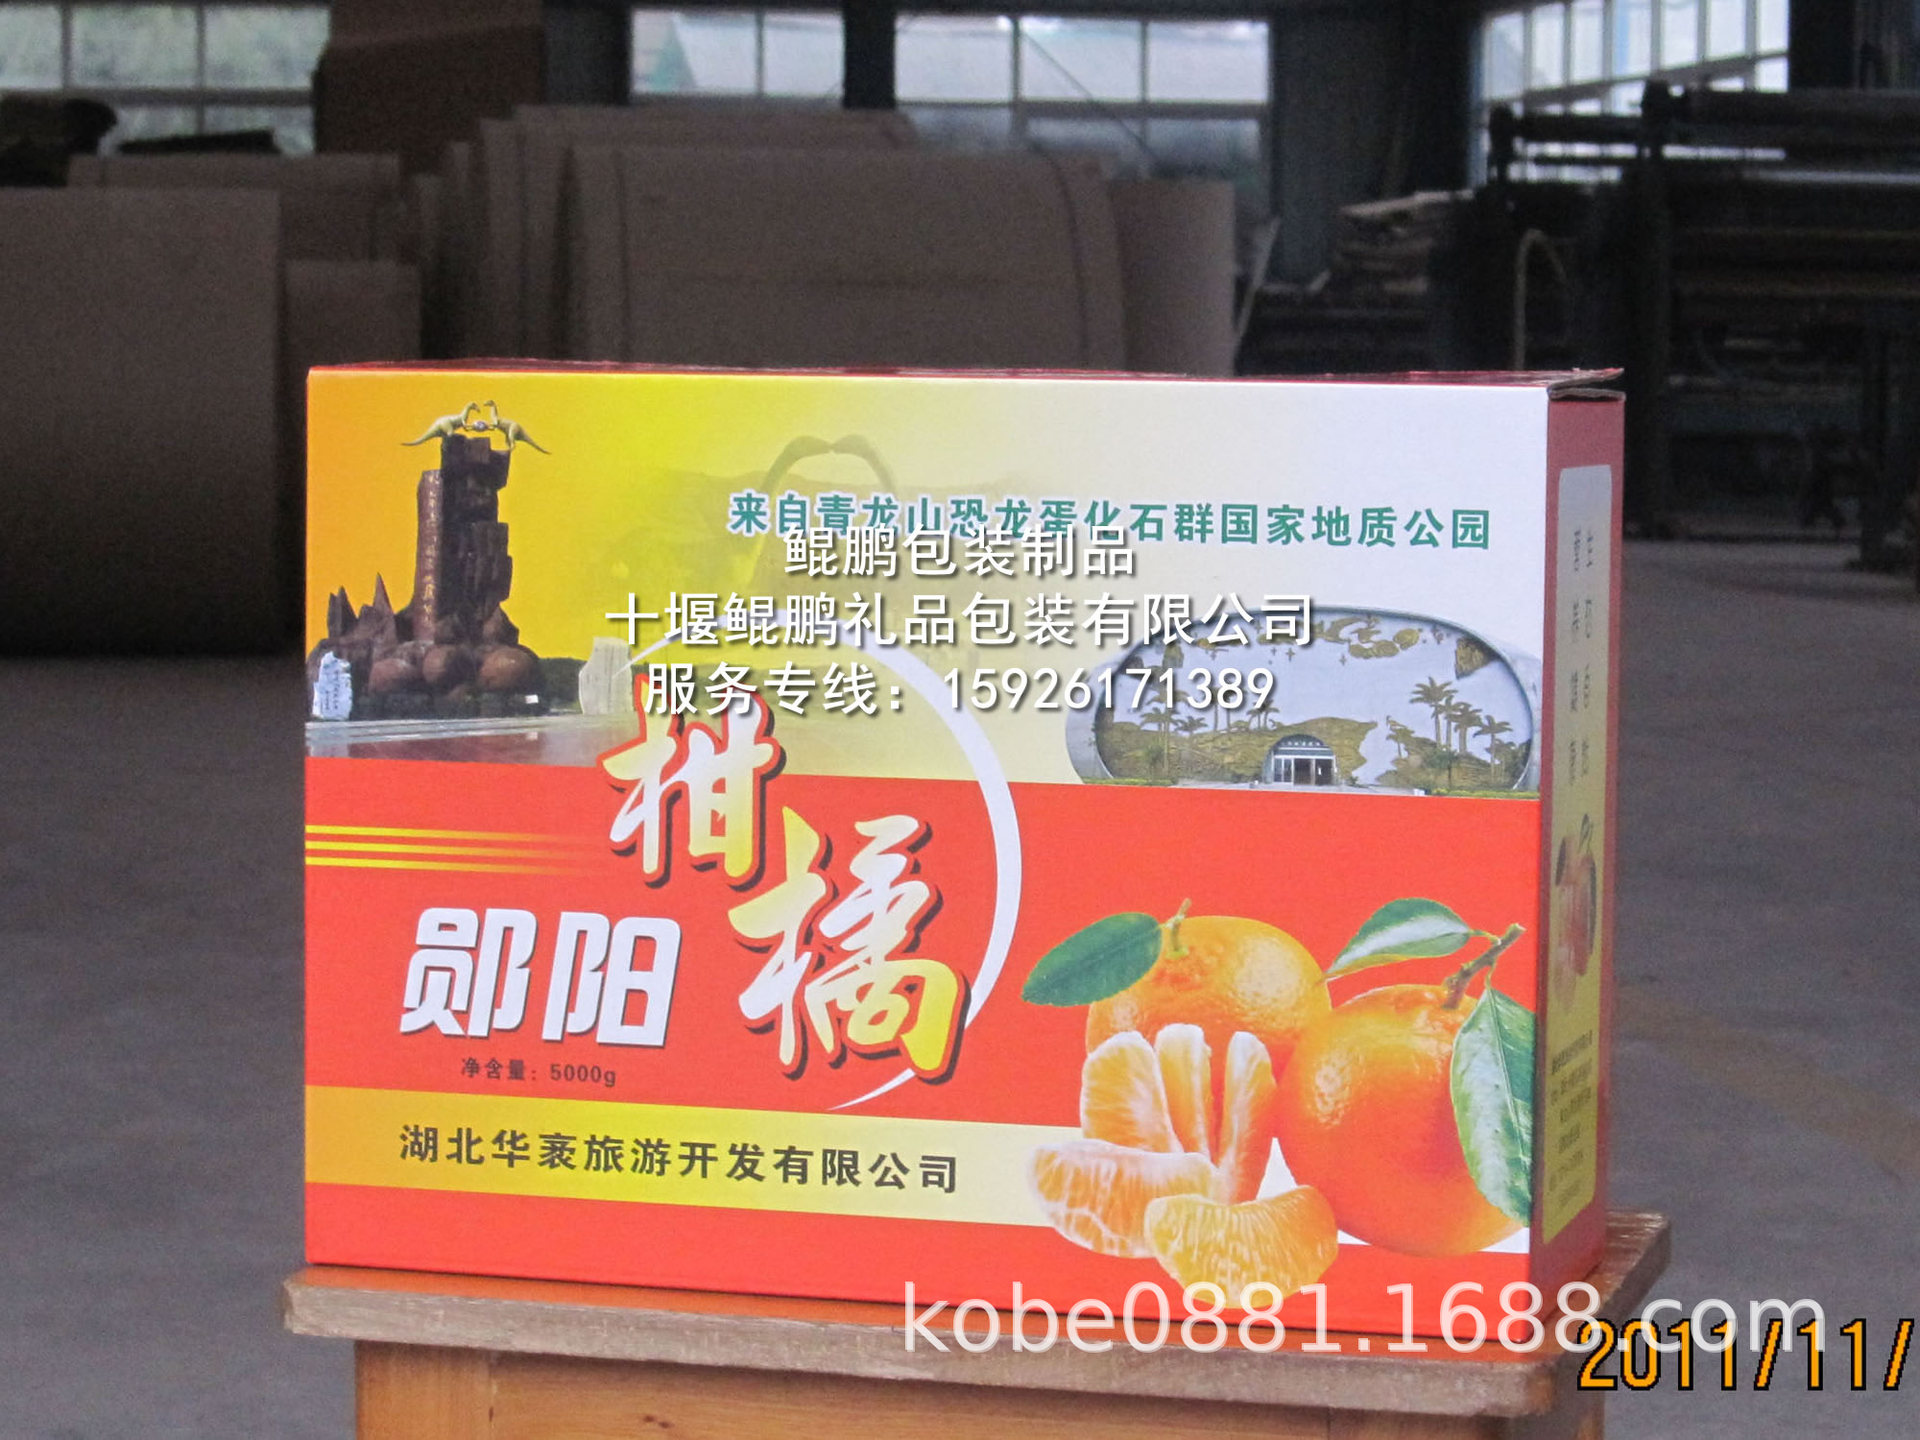 来自青龙山恐龙蛋化石群国家地质公园
鲲鹏包装制品
十堰鲲鹏礼品包装有限公司
服务专线：15926171389
柑橘
郧阳
净含量：5000g
湖北华袤旅游开发有限公司
kobe0881.1688.com
2011/11/